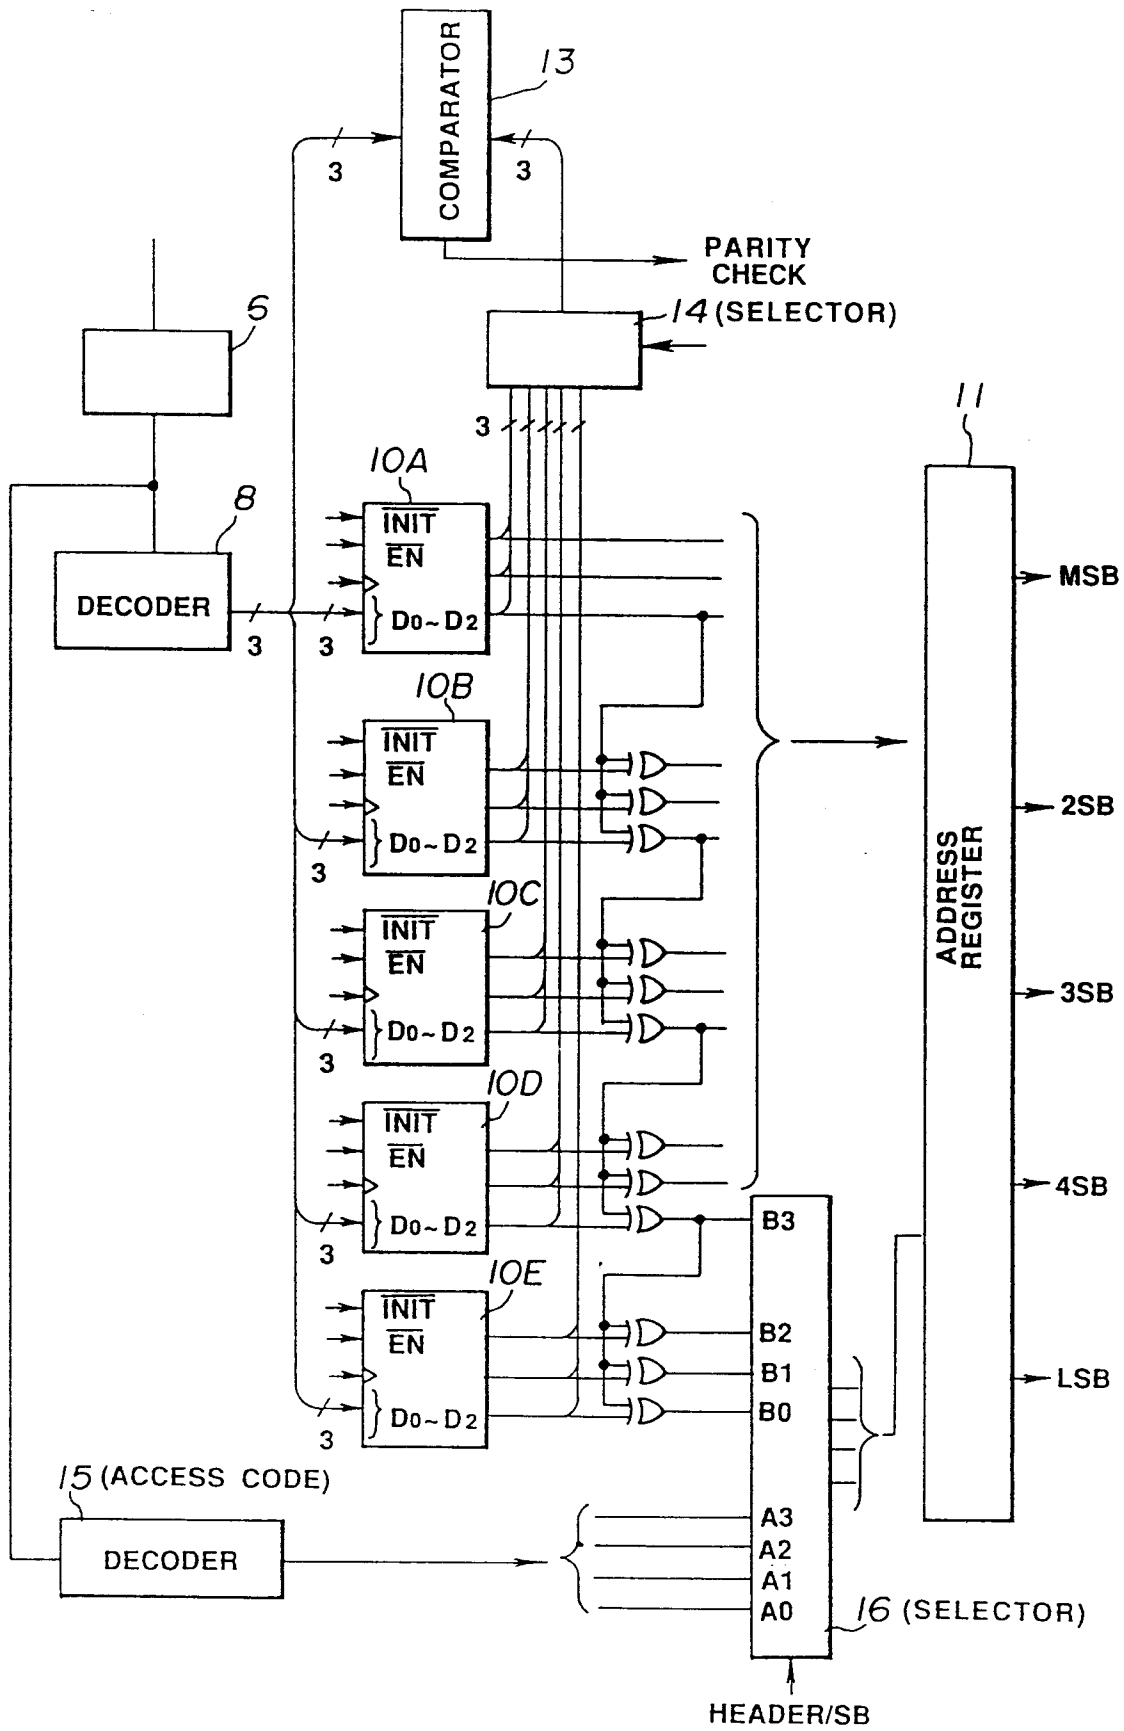 13
COMPARATOR
3
3
PARITY
CHECK
14 (SELECTOR)
6
3
11
10A
INIT
EN
D0~D2
8
DECODER
3
3
MSB
10B
INIT
EN
D0~D2
3
2SB
ADDRESS
REGISTER
10C
INIT
EN
D0~D2
3
3SB
10D
INIT
EN
D0~D2
3
4SB
B3
10E
INIT
EN
D0~D2
3
B2
B1
B0
LSB
15 (ACCESS CODE)
DECODER
A3
A2
A1
A0
16 (SELECTOR)
HEADER/SB